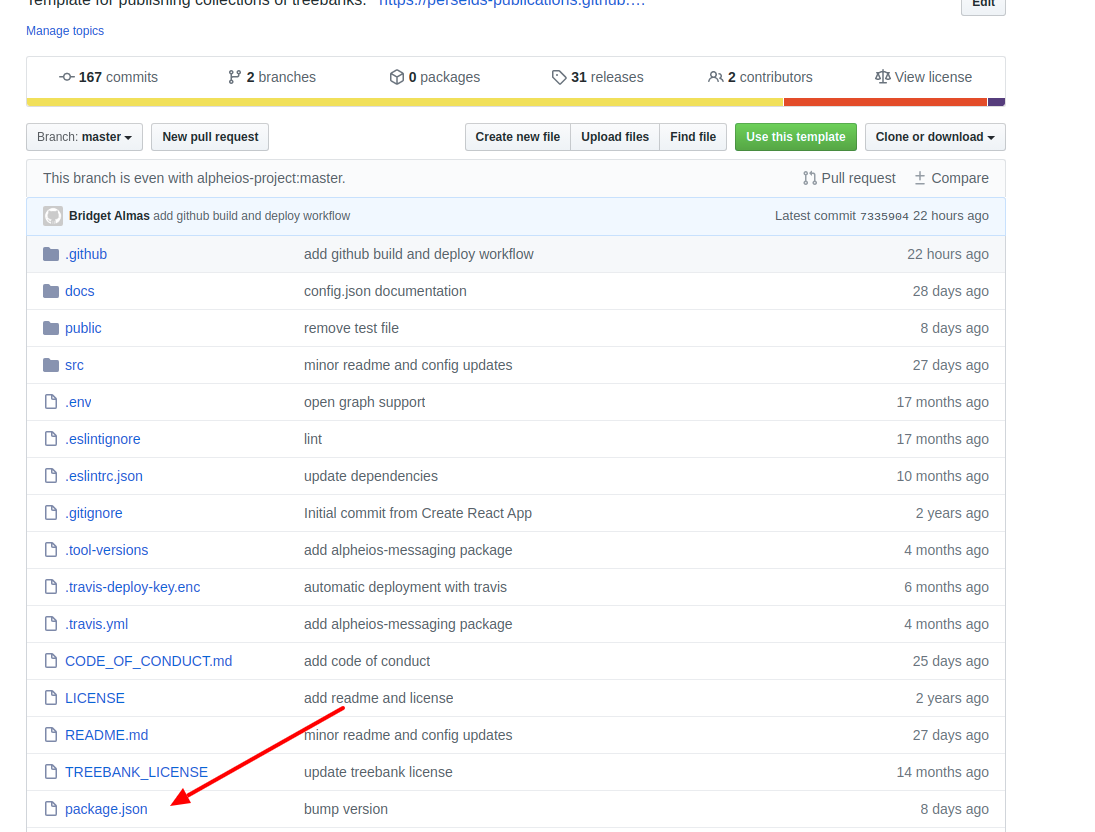 Template for publishing collections of treebanks. https://perseids-publications.github.…
Edit
Manage topics
167 commits 2 branches 0 packages 31 releases 2 contributors View license
Branch: master New pull request Create new file Upload files Find file Use this template Clone or download
This branch is even with alpheios-project:master. Pull request Compare
Bridget Almas add github build and deploy workflow Latest commit 7335904 22 hours ago
.github add github build and deploy workflow 22 hours ago
docs config.json documentation 28 days ago
public remove test file 8 days ago
src minor readme and config updates 27 days ago
.env open graph support 17 months ago
.eslintignore lint 17 months ago
.eslintrc.json update dependencies 10 months ago
.gitignore Initial commit from Create React App 2 years ago
.tool-versions add alpheios-messaging package 4 months ago
.travis-deploy-key.enc automatic deployment with travis 6 months ago
.travis.yml add alpheios-messaging package 4 months ago
CODE_OF_CONDUCT.md add code of conduct 25 days ago
LICENSE add readme and license 2 years ago
README.md minor readme and config updates 27 days ago
TREEBANK_LICENSE update treebank license 14 months ago
package.json bump version 8 days ago